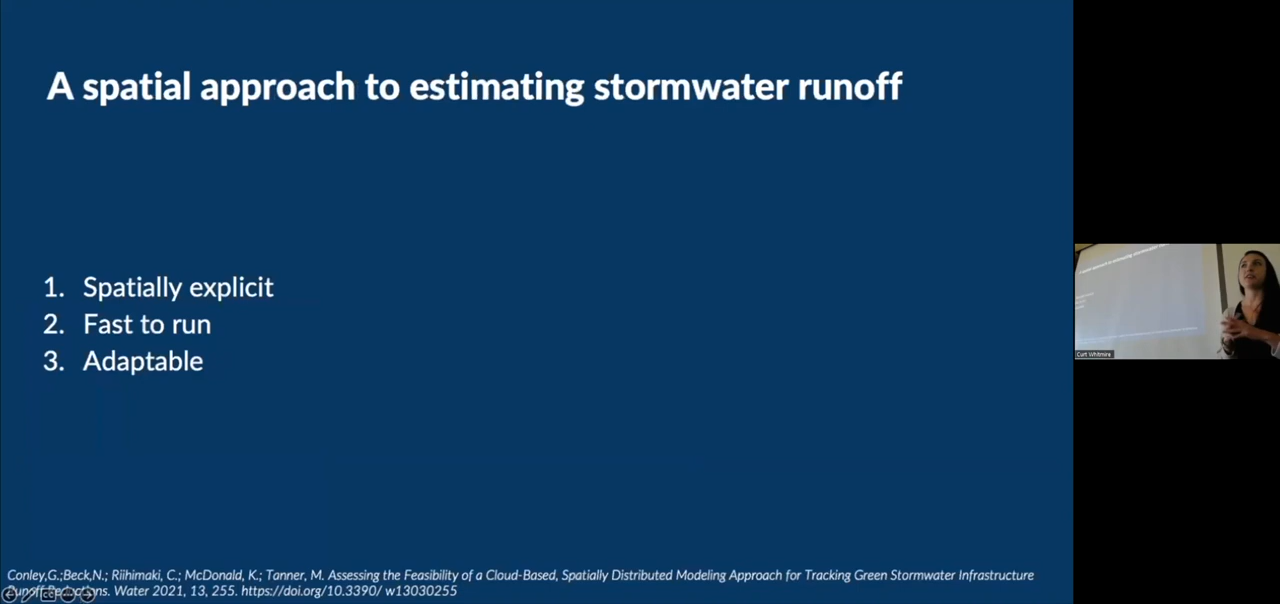 A spatial approach to estimating stormwater runoff
1. Spatially explicit
2. Fast to run
3. Adaptable
Conley,G.;Beck,N.; Riihimaki, C.; McDonald, K.; Tanner, M. Assessing the Feasibility of a Cloud-Based, Spatially Distributed Modeling Approach for Tracking Green Stormwater Infrastructure
Runoff Reductions. Water 2021, 13, 255. https://doi.org/10.3390/ w13030255
Curt Whitmire